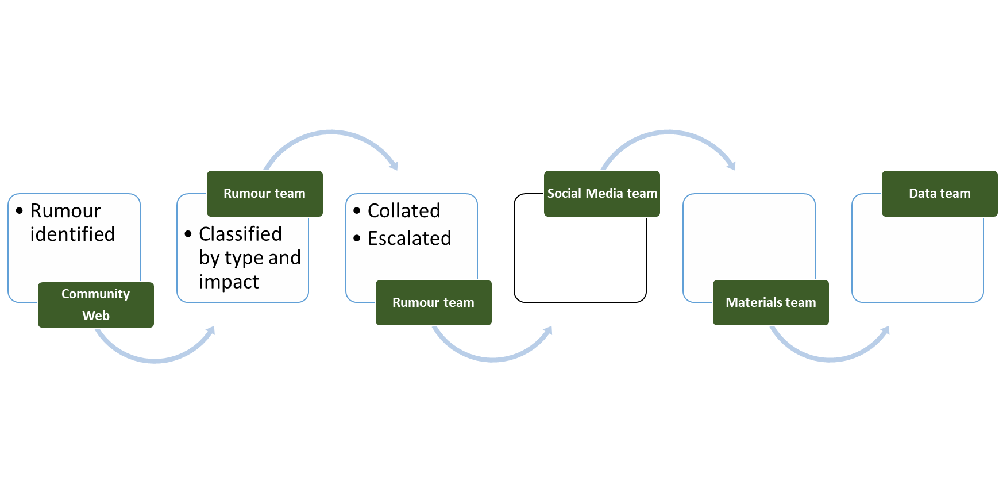 • Rumour
identified
Community
Web
Rumour team
• Classified
by type and
impact
• Collated
• Escalated
Rumour team
Social Media team
Materials team
Data team